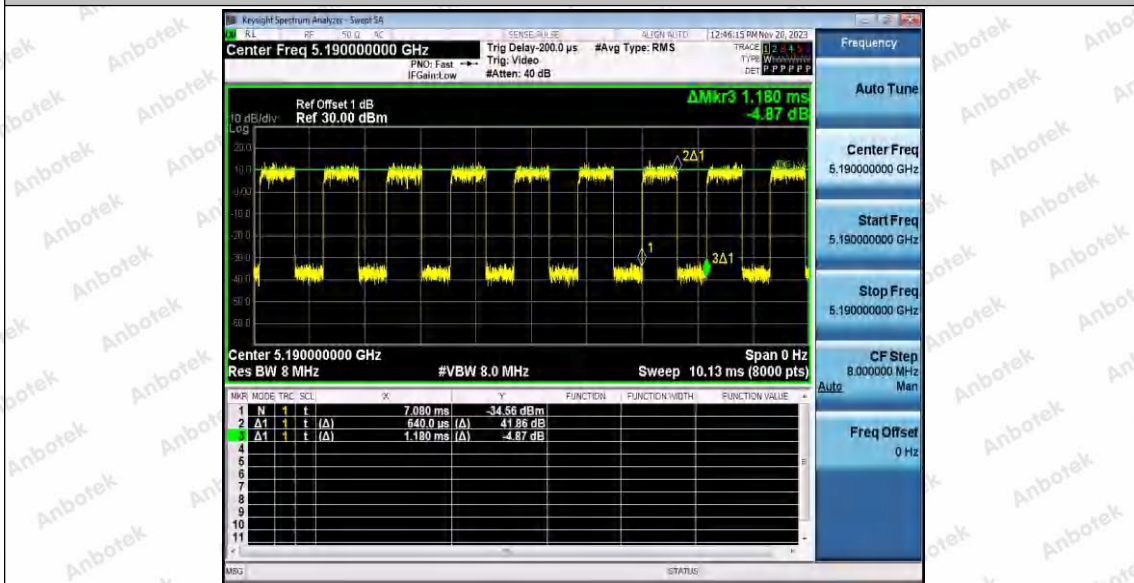 Keysight Spectrum Analyzer - Swept SA
RL RF 50 Ω AC SENSE:PULSE ALIGN AUTO 12:46:15 PM Nov 20, 2023
Center Freq 5.190000000 GHz
PNO: Fast
IFGain:Low
Trig Delay-200.0 µs
Trig: Video
#Atten: 40 dB
#Avg Type: RMS
TRACE 1 2 3 4 5 6
TYPE
DET P P P P P P
Frequency
Auto Tune
Center Freq
5.190000000 GHz
Start Freq
5.190000000 GHz
Stop Freq
5.190000000 GHz
CF Step
8.000000 MHz
Auto Man
Freq Offset
0 Hz
ΔMkr3 1.180 ms
-4.87 dB
Ref Offset 1 dB
10 dB/div Ref 30.00 dBm
Log
20.0
10.0
0.00
-10.0
-20.0
-30.0
-40.0
-50.0
-60.0
2Δ1
1
3Δ1
Center 5.190000000 GHz Span 0 Hz
Res BW 8 MHz #VBW 8.0 MHz Sweep 10.13 ms (8000 pts)
MKR MODE TRC SCL X Y FUNCTION FUNCTION WIDTH FUNCTION VALUE
1 N 1 t 7.080 ms -34.56 dBm
2 Δ1 1 t (Δ) 640.0 µs (Δ) 41.86 dB
3 Δ1 1 t (Δ) 1.180 ms (Δ) -4.87 dB
4
5
6
7
8
9
10
11
MSG STATUS
Anbotek